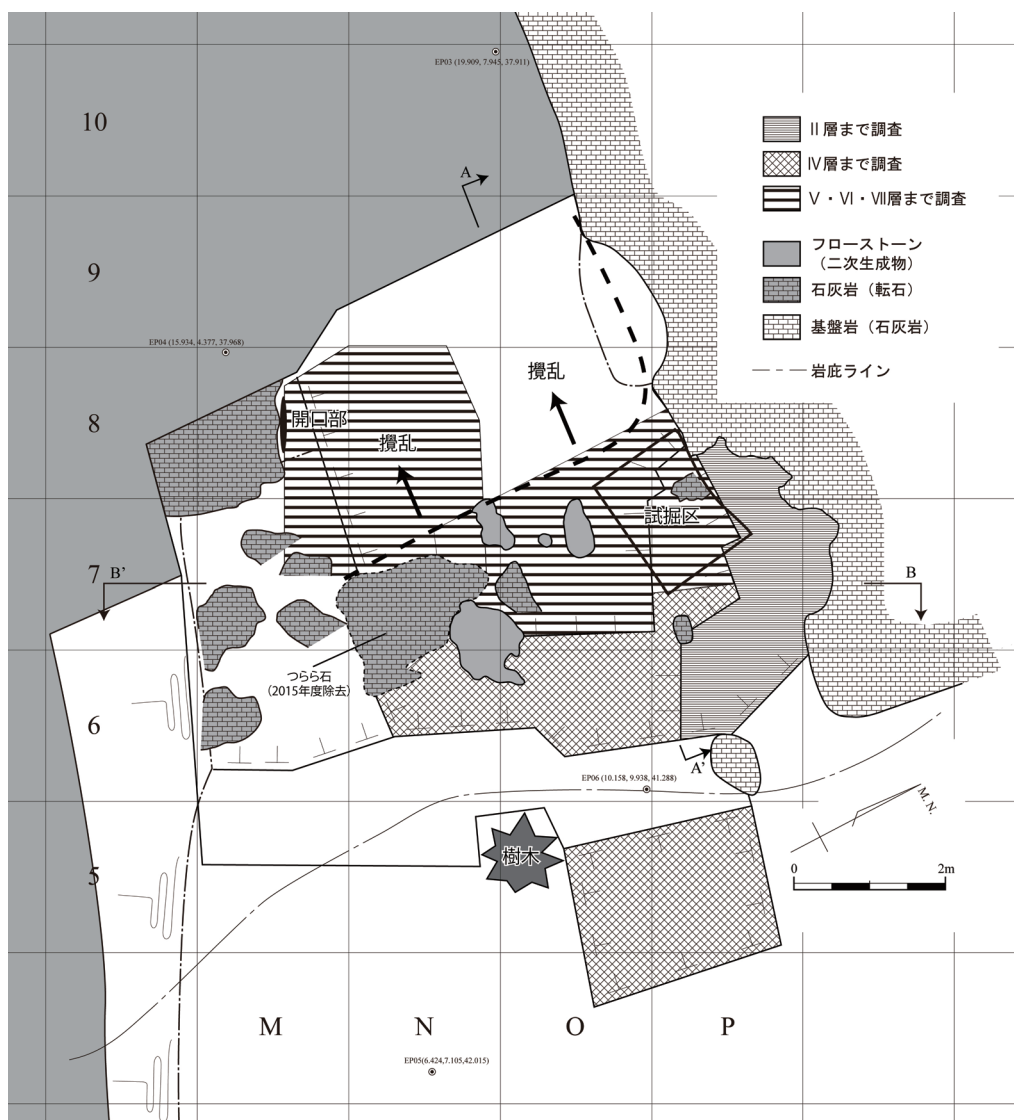 EP03 (19.909, 7.945, 37.911)
10
II層まで調査
IV層まで調査
A
V・VI・VII層まで調査
フローストーン
（二次生成物）
9
石灰岩（転石）
基盤岩（石灰岩）
EP04 (15.934, 4.377, 37.968)
岩庇ライン
攪乱
8
開口部
攪乱
試掘区
7
B'
B
つらら石
（2015年度除去）
6
A'
EP06 (10.158, 9.938, 41.288)
M.N.
樹木
5
0
2m
M
N
O
P
EP05(6.424,7.105,42.015)